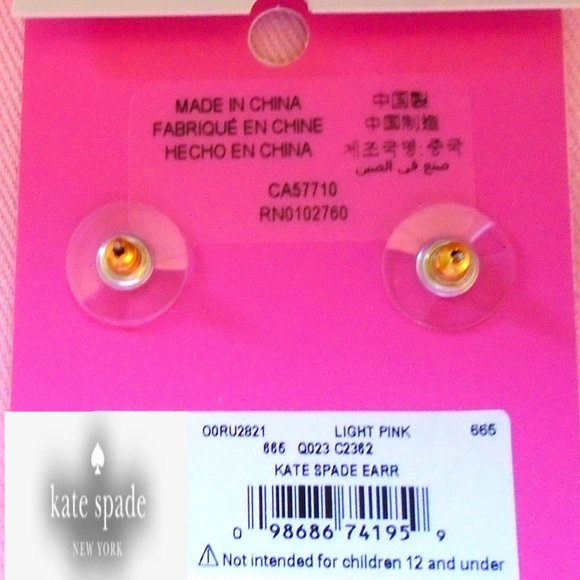 MADE IN CHINA
FABRIQUÉ EN CHINE
HECHO EN CHINA
中国製
中国制造
제조국명:중국
صنع في الصين
CA57710
RN0102760
O0RU2821 LIGHT PINK 665
665 Q023 C2362
KATE SPADE EARR
0 98686 74195 9
Not intended for children 12 and under
kate spade
NEW YORK